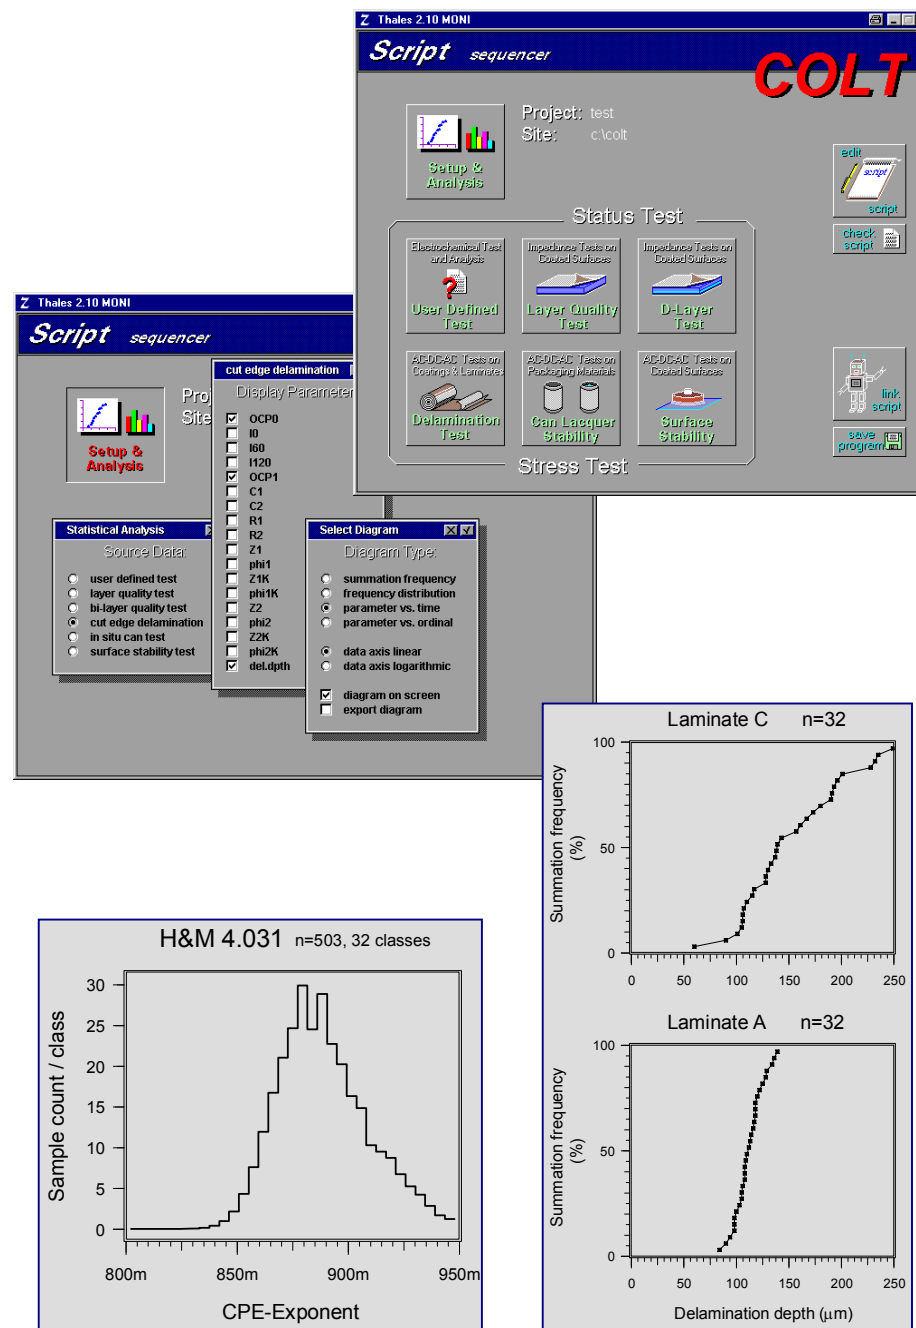 Z Thales 2.10 MONI
Script sequencer
COLT
Project: test
Site: c:\colt
Setup &
Analysis
edit
script
script
check
script
Status Test
Electrochemical Test
and Analysis
User Defined
Test
Impedance Tests on
Coated Surfaces
Layer Quality
Test
Impedance Tests on
Coated Surfaces
D-Layer
Test
AC-DC-AC Tests on
Coatings & Laminates
Delamination
Test
AC-DC-AC Tests on
Packaging Materials
Can Lacquer
Stability
AC-DC-AC Tests on
Coated Surfaces
Surface
Stability
Stress Test
link
script
save
program
Z Thales 2.10 MONI
Script sequencer
Setup &
Analysis
Pro
Site
cut edge delamination
Display Parameter
OCP0
I0
I60
I120
OCP1
C1
C2
R1
R2
Z1
phi1
Z1K
phi1K
Z2
phi2
Z2K
phi2K
del.dpth
Statistical Analysis
Source Data:
user defined test
layer quality test
bi-layer quality test
cut edge delamination
in situ can test
surface stability test
Select Diagram
Diagram Type:
summation frequency
frequency distribution
parameter vs. time
parameter vs. ordinal
data axis linear
data axis logarithmic
diagram on screen
export diagram
Laminate C n=32
Summation frequency
(%)
100
50
0
0 50 100 150 200 250
Laminate A n=32
Summation frequency
(%)
100
50
0
0 50 100 150 200 250
Delamination depth (µm)
H&M 4.031 n=503, 32 classes
Sample count / class
30
25
20
15
10
5
0
800m 850m 900m 950m
CPE-Exponent